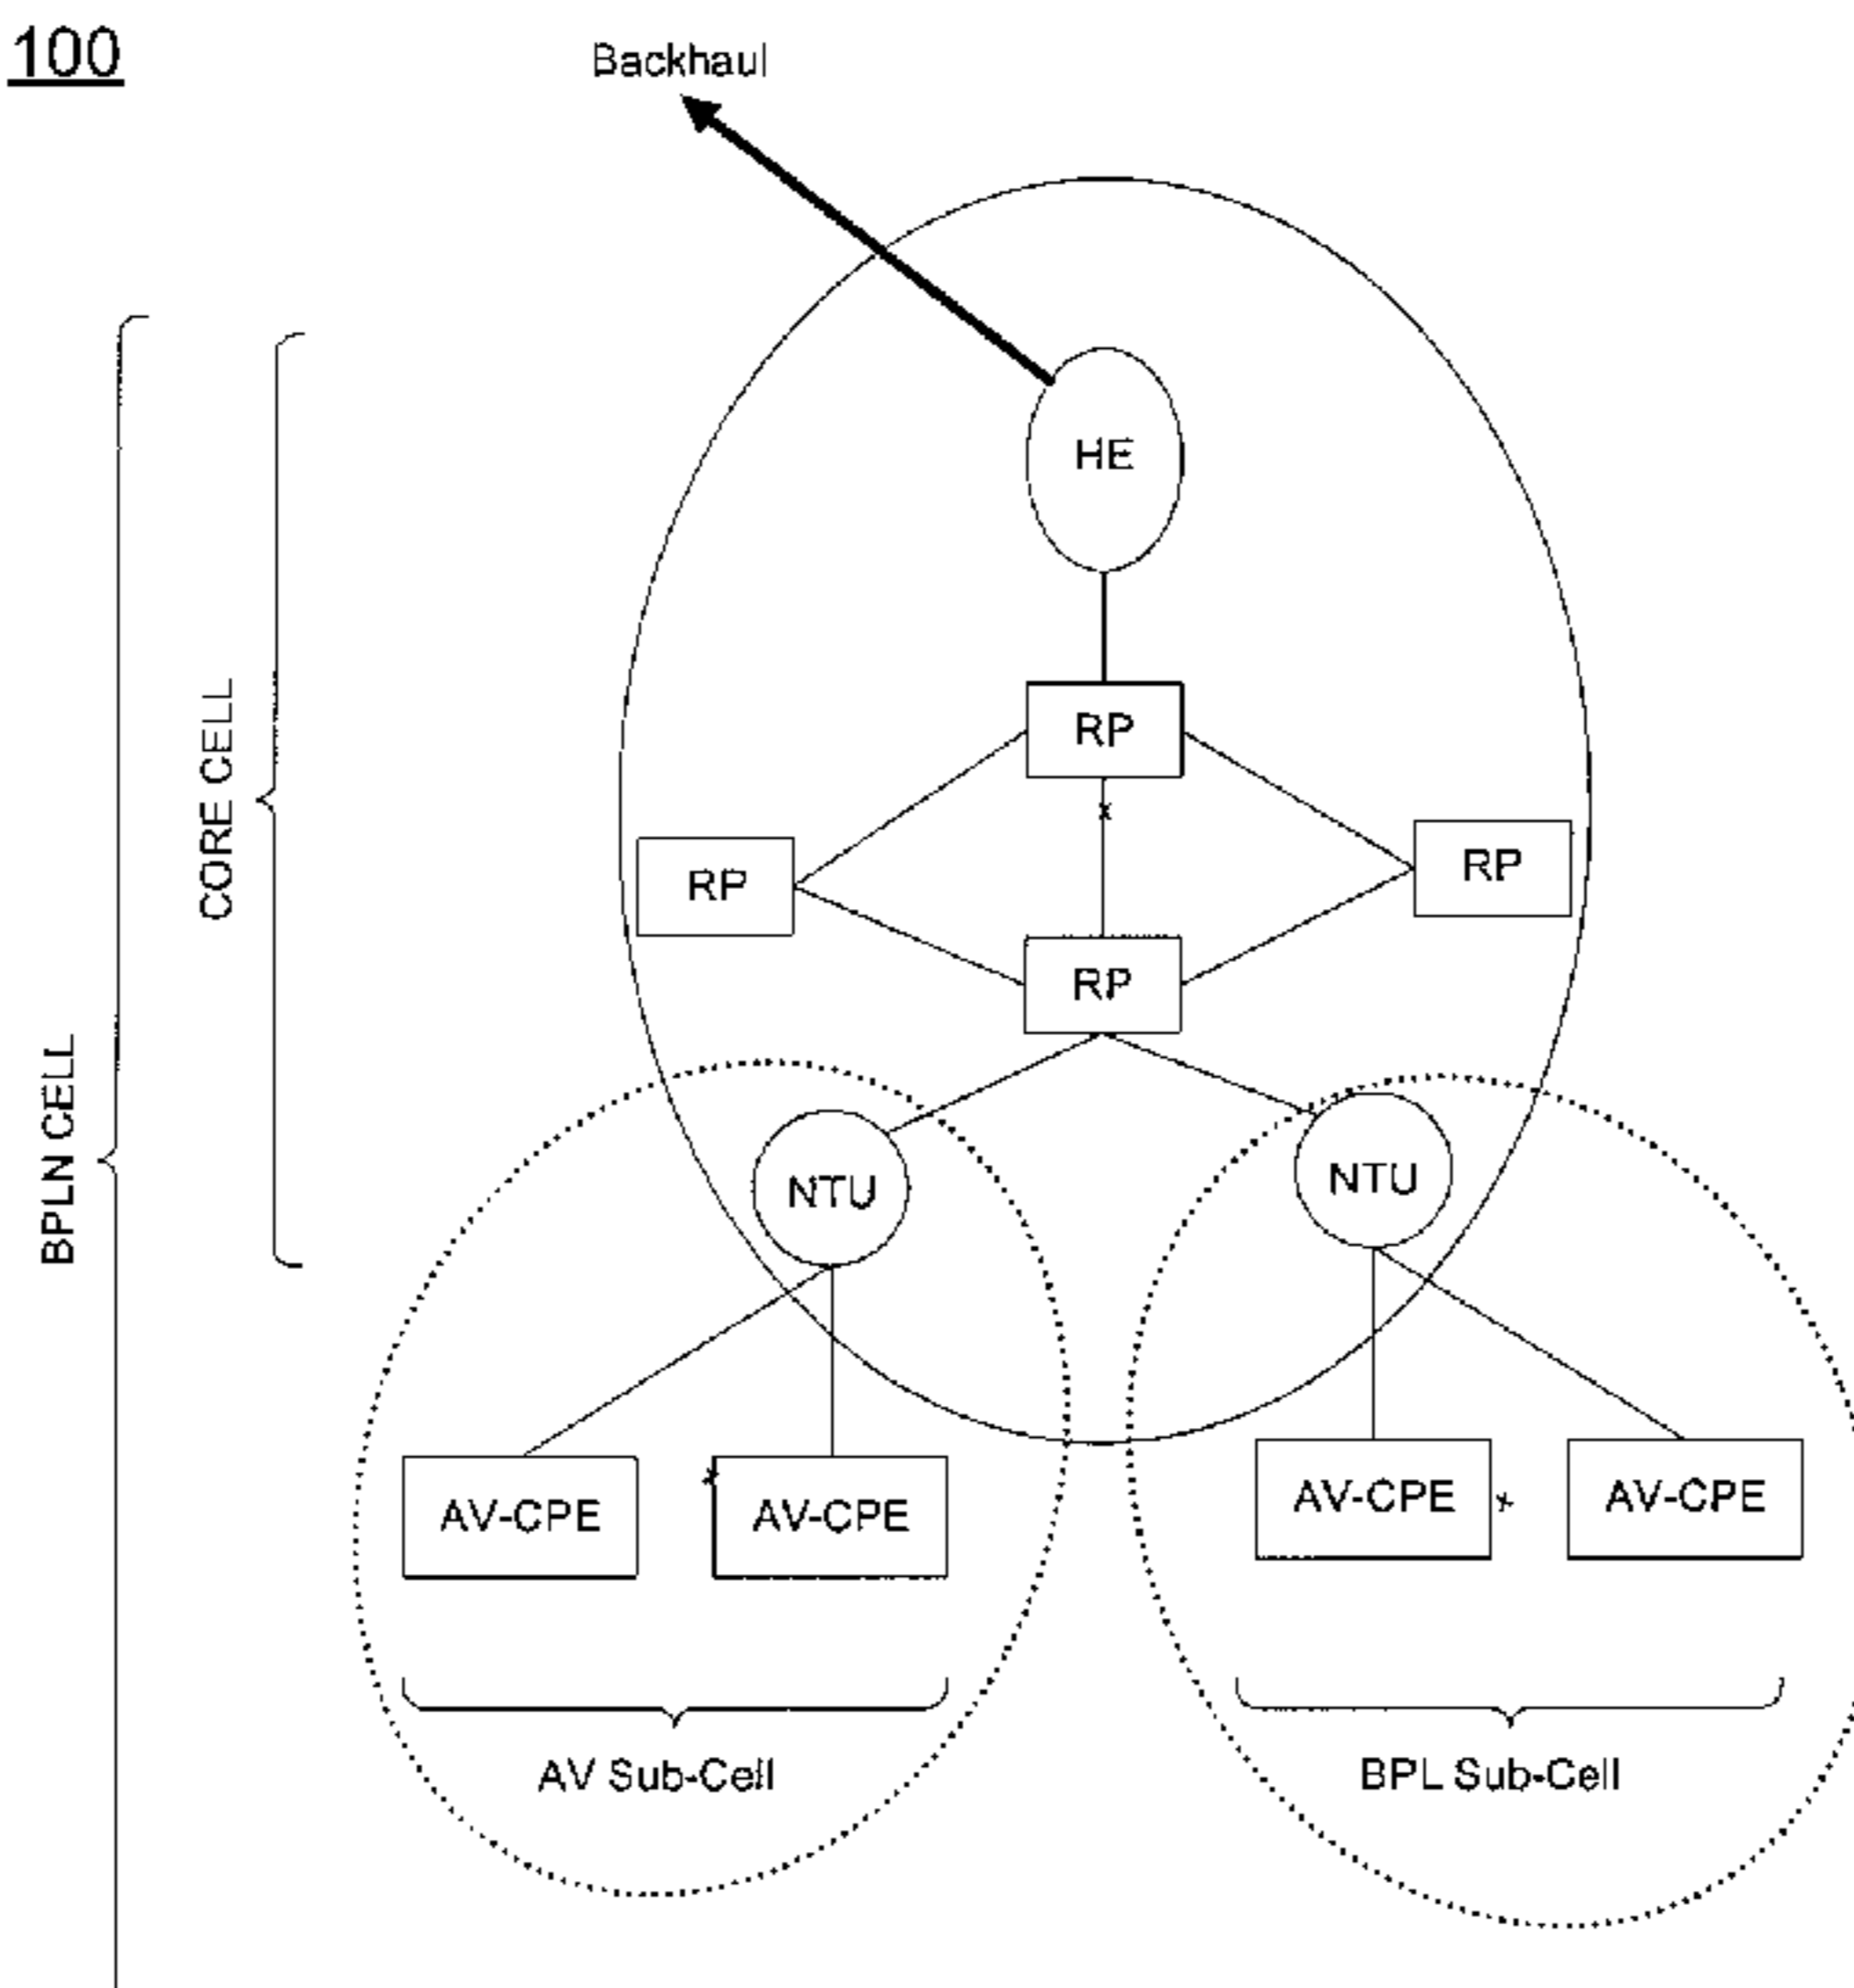 100
Backhaul
HE
RP
RP
RP
RP
NTU
NTU
AV-CPE
AV-CPE
AV-CPE
AV-CPE
AV Sub-Cell
BPL Sub-Cell
CORE CELL
BPLN CELL